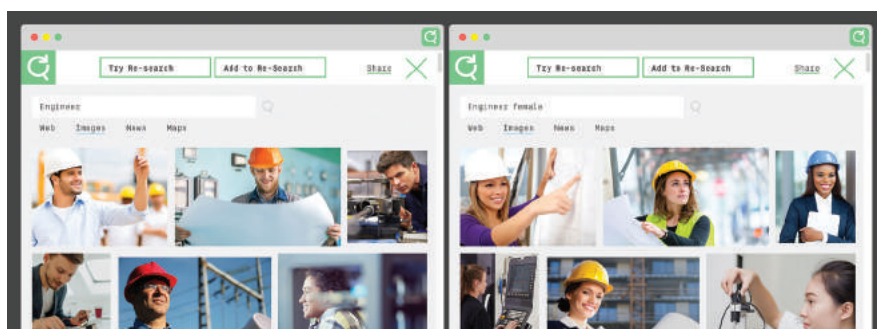 Try Re-search
Add to Re-Search
Share
Engineer
Web Images News Maps
Try Re-search
Add to Re-Search
Share
Engineer female
Web Images News Maps